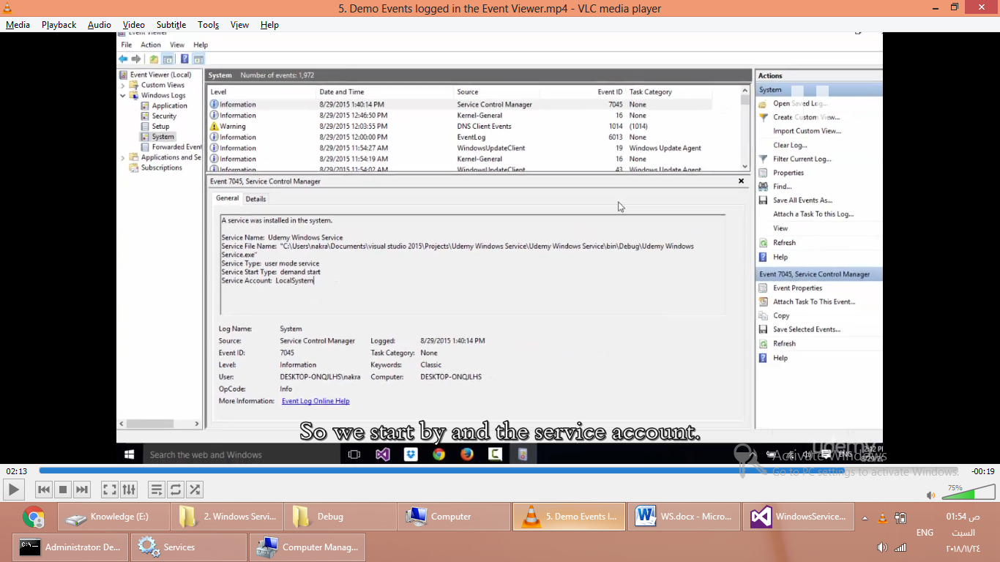 5. Demo Events logged in the Event Viewer.mp4 - VLC media player
Media Playback Audio Video Subtitle Tools View Help
Event Viewer
File Action View Help
Event Viewer (Local)
Custom Views
Windows Logs
Application
Security
Setup
System
Forwarded Event
Applications and Se
Subscriptions
System Number of events: 1,972
Level Date and Time Source Event ID Task Category
Information 8/29/2015 1:40:14 PM Service Control Manager 7045 None
Information 8/29/2015 12:46:50 PM Kernel-General 16 None
Warning 8/29/2015 12:03:55 PM DNS Client Events 1014 (1014)
Information 8/29/2015 12:00:00 PM EventLog 6013 None
Information 8/29/2015 11:54:27 AM WindowsUpdateClient 19 Windows Update Agent
Information 8/29/2015 11:54:19 AM Kernel-General 16 None
Information 8/29/2015 11:54:02 AM WindowsUpdateClient 43 Windows Update Agent
Event 7045, Service Control Manager
General Details
A service was installed in the system.
Service Name: Udemy Windows Service
Service File Name: "C:\Users\nakra\Documents\visual studio 2015\Projects\Udemy Windows Service\Udemy Windows Service\bin\Debug\Udemy Windows
Service.exe"
Service Type: user mode service
Service Start Type: demand start
Service Account: LocalSystem
Log Name: System
Source: Service Control Manager Logged: 8/29/2015 1:40:14 PM
Event ID: 7045 Task Category: None
Level: Information Keywords: Classic
User: DESKTOP-ONQJLHS\nakra Computer: DESKTOP-ONQJLHS
OpCode: Info
More Information: Event Log Online Help
Actions
System
Open Saved Log...
Create Custom View...
Import Custom View...
Clear Log...
Filter Current Log...
Properties
Find...
Save All Events As...
Attach a Task To this Log...
View
Refresh
Help
Event 7045, Service Control Manager
Event Properties
Attach Task To This Event...
Copy
Save Selected Events...
Refresh
Help
So we start by and the service account.
Search the web and Windows
udemy
ENG
Activate Windows
Go to PC settings to activate Windows.
02:13 -00:19
75%
Knowledge (E:) 2. Windows Servi... Debug Computer 5. Demo Events l... WS.docx - Micro... WindowsService...
Administrator: De... Services Computer Manag...
ENG
01:54 ص
السبت
٢٠١٨/١١/٢٤